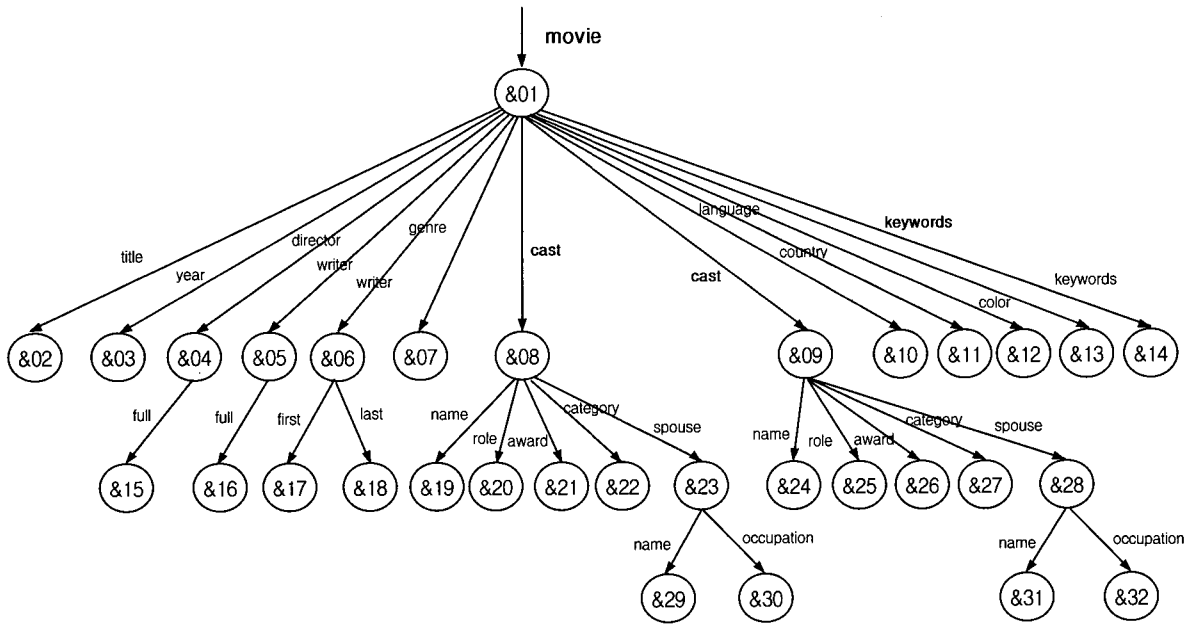 movie
&01
language
keywords
genre
director
cast
country
title
writer
year
cast
writer
keywords
color
&02 &03 &04 &05 &06 &07 &08 &09 &10 &11 &12 &13 &14
full full first last name category spouse name category spouse
role award role award
&15 &16 &17 &18 &19 &20 &21 &22 &23 &24 &25 &26 &27 &28
name occupation name occupation
&29 &30 &31 &32